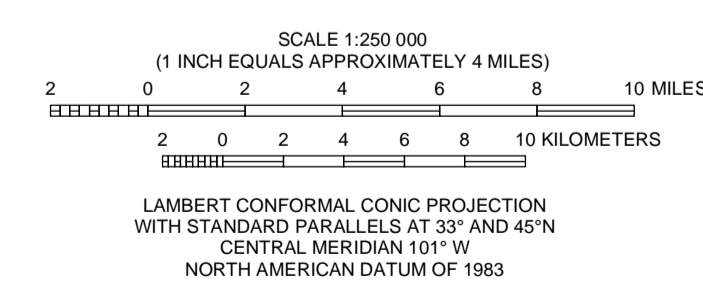 SCALE 1:250 000
(1 INCH EQUALS APPROXIMATELY 4 MILES)
2 0 2 4 6 8 10 MILES
2 0 2 4 6 8 10 KILOMETERS
LAMBERT CONFORMAL CONIC PROJECTION
WITH STANDARD PARALLELS AT 33° AND 45°N
CENTRAL MERIDIAN 101° W
NORTH AMERICAN DATUM OF 1983